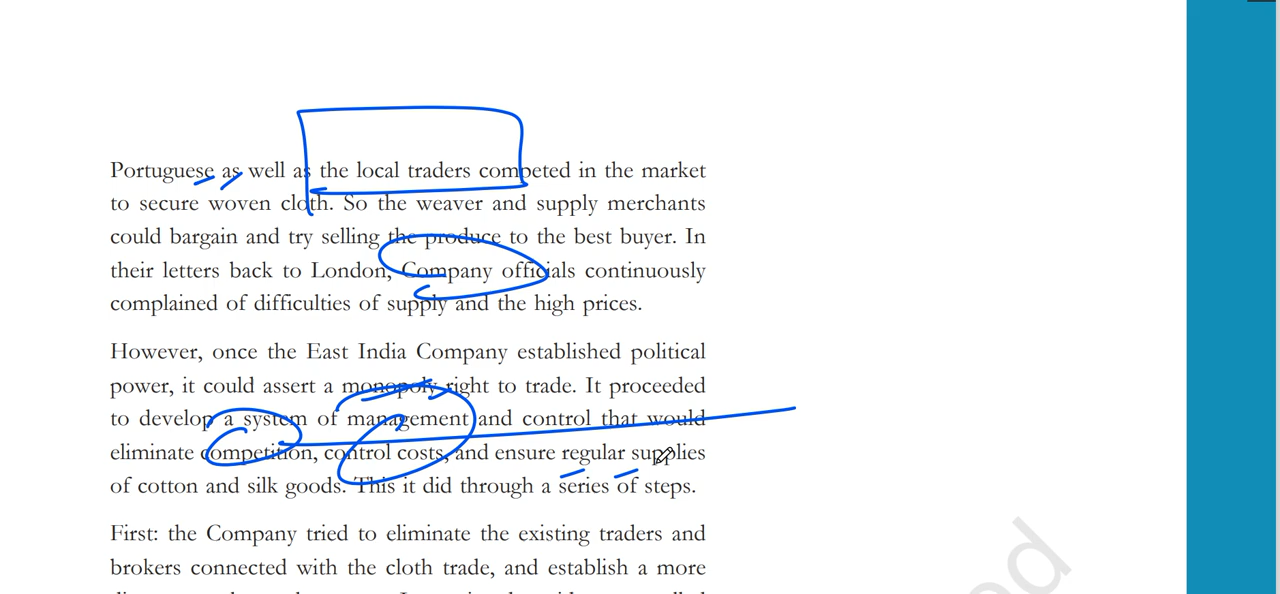 Portuguese as well as the local traders competed in the market
to secure woven cloth. So the weaver and supply merchants
could bargain and try selling the produce to the best buyer. In
their letters back to London, Company officials continuously
complained of difficulties of supply and the high prices.
However, once the East India Company established political
power, it could assert a monopoly right to trade. It proceeded
to develop a system of management and control that would
eliminate competition, control costs, and ensure regular supplies
of cotton and silk goods. This it did through a series of steps.
First: the Company tried to eliminate the existing traders and
brokers connected with the cloth trade, and establish a more